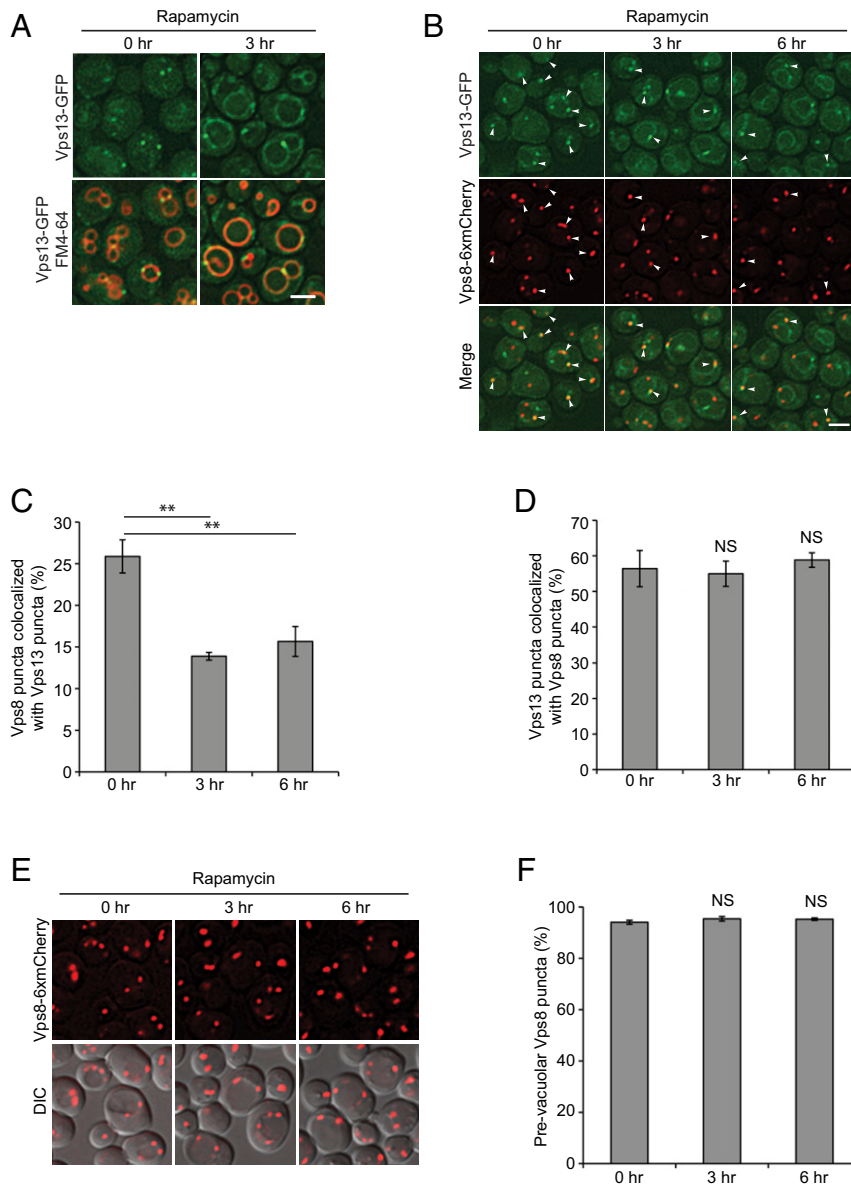 A
Rapamycin
0 hr 3 hr
Vps13-GFP
Vps13-GFP
FM4-64
B
Rapamycin
0 hr 3 hr 6 hr
Vps13-GFP
Vps8-6xmCherry
Merge
C
Vps8 puncta colocalized
with Vps13 puncta (%)
30
25
20
15
10
5
0
**
**
0 hr 3 hr 6 hr
D
Vps13 puncta colocalized
with Vps8 puncta (%)
70
60
50
40
30
20
10
0
NS NS
0 hr 3 hr 6 hr
E
Rapamycin
0 hr 3 hr 6 hr
Vps8-6xmCherry
DIC
F
Pre-vacuolar Vps8 puncta (%)
100
80
60
40
20
0
NS NS
0 hr 3 hr 6 hr